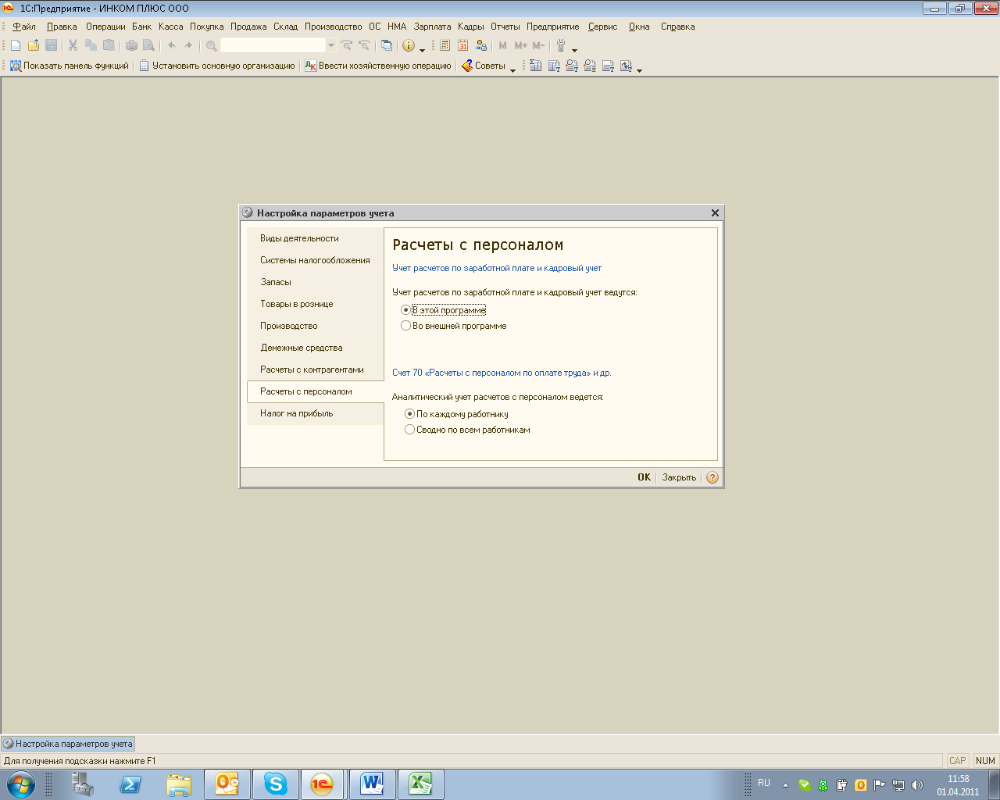 1С:Предприятие - ИНКОМ ПЛЮС ООО
Файл Правка Операции Банк Касса Покупка Продажа Склад Производство ОС НМА Зарплата Кадры Отчеты Предприятие Сервис Окна Справка
M M+ M-
Показать панель функций Установить основную организацию Ввести хозяйственную операцию Советы
Настройка параметров учета
Виды деятельности
Системы налогообложения
Запасы
Товары в рознице
Производство
Денежные средства
Расчеты с контрагентами
Расчеты с персоналом
Налог на прибыль
Расчеты с персоналом
Учет расчетов по заработной плате и кадровый учет
Учет расчетов по заработной плате и кадровый учет ведутся:
В этой программе
Во внешней программе
Счет 70 «Расчеты с персоналом по оплате труда» и др.
Аналитический учет расчетов с персоналом ведется:
По каждому работнику
Сводно по всем работникам
OK Закрыть ?
Настройка параметров учета
Для получения подсказки нажмите F1
CAP NUM
RU
11:58
01.04.2011